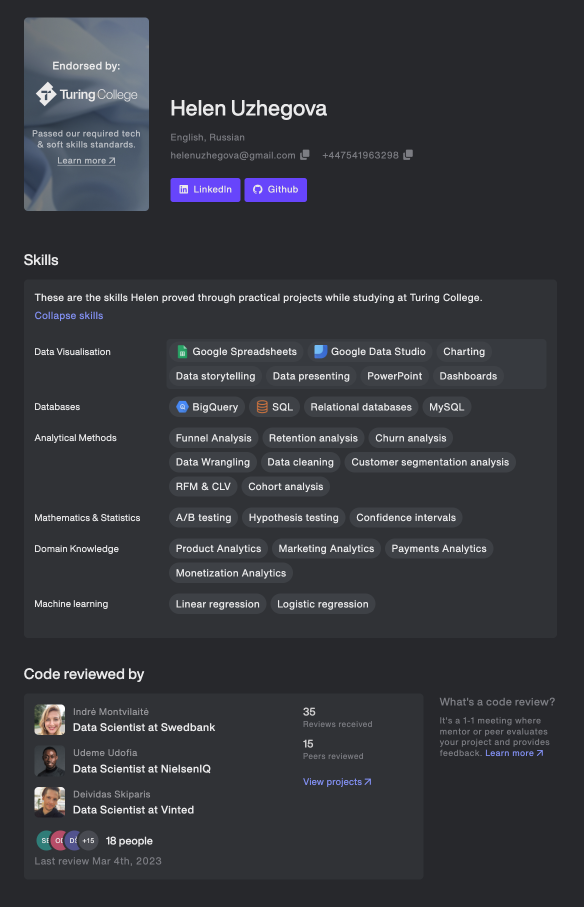 Endorsed by:
Turing College
Passed our required tech
& soft skills standards.
Learn more
Helen Uzhegova
English, Russian
helenuzhegova@gmail.com +447541963298
LinkedIn Github
Skills
These are the skills Helen proved through practical projects while studying at Turing College.
Collapse skills
Data Visualisation Google Spreadsheets Google Data Studio Charting
Data storytelling Data presenting PowerPoint Dashboards
Databases BigQuery SQL Relational databases MySQL
Analytical Methods Funnel Analysis Retention analysis Churn analysis
Data Wrangling Data cleaning Customer segmentation analysis
RFM & CLV Cohort analysis
Mathematics & Statistics A/B testing Hypothesis testing Confidence intervals
Domain Knowledge Product Analytics Marketing Analytics Payments Analytics
Monetization Analytics
Machine learning Linear regression Logistic regression
Code reviewed by
Indrė Montvilaitė
Data Scientist at Swedbank
Udeme Udofia
Data Scientist at NielsenIQ
Deividas Skiparis
Data Scientist at Vinted
+15 18 people
Last review Mar 4th, 2023
35
Reviews received
15
Peers reviewed
View projects
What's a code review?
It's a 1-1 meeting where
mentor or peer evaluates
your project and provides
feedback. Learn more